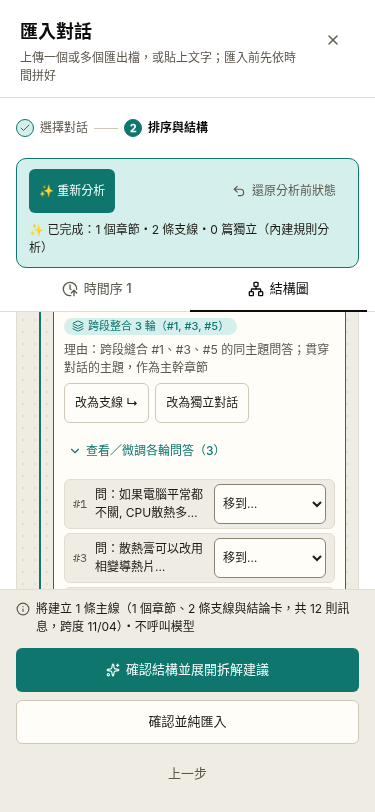 匯入對話
上傳一個或多個匯出檔，或貼上文字；匯入前先依時
間拼好
選擇對話
2 排序與結構
✨ 重新分析
還原分析前狀態
✨ 已完成：1 個章節・2 條支線・0 個獨立（內建規則分
析）
時間序 1
結構圖
跨段整合 3 輪（#1, #3, #5）
理由：跨段縫合 #1、#3、#5 的同主題問答；貫穿
對話的主題，作為主幹章節
改為支線 ↳
改為獨立對話
查看／微調各輪問答（3）
#1 問：如果電腦平常都
不關, CPU散熱多…
移到…
#3 問：散熱膏可以改用
相變導熱片…
移到…
將建立 1 條主線（1 個章節、2 條支線與結論卡，共 12 則訊
息，跨度 11/04）・不呼叫模型
確認結構並展開拆解建議
確認並純匯入
上一步